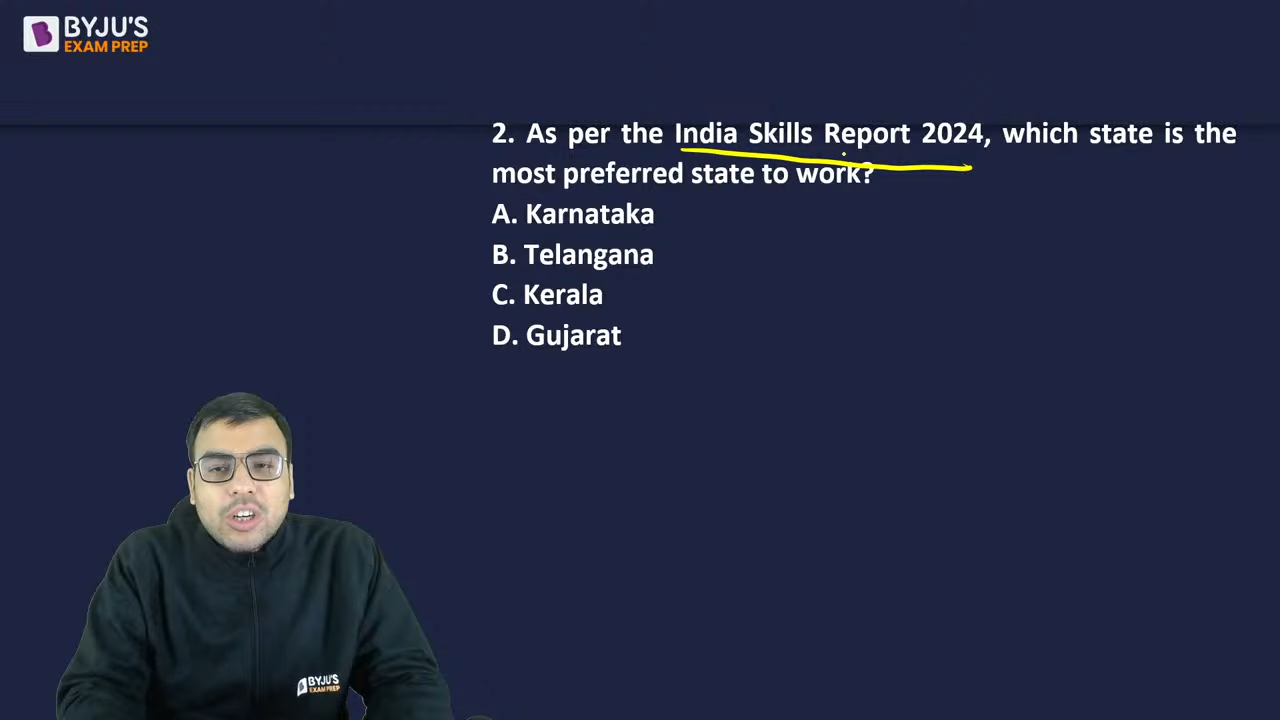 BYJU'S
EXAM PREP
2. As per the India Skills Report 2024, which state is the
most preferred state to work?
A. Karnataka
B. Telangana
C. Kerala
D. Gujarat
BYJU'S
EXAM PREP